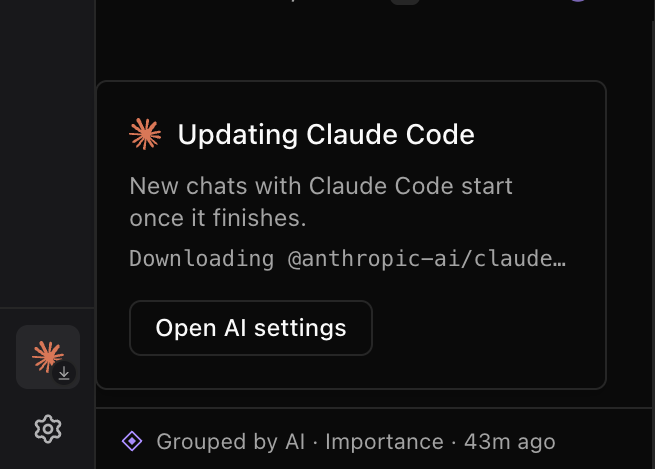 Updating Claude Code
New chats with Claude Code start
once it finishes.
Downloading @anthropic-ai/claude…
Open AI settings
Grouped by AI · Importance · 43m ago